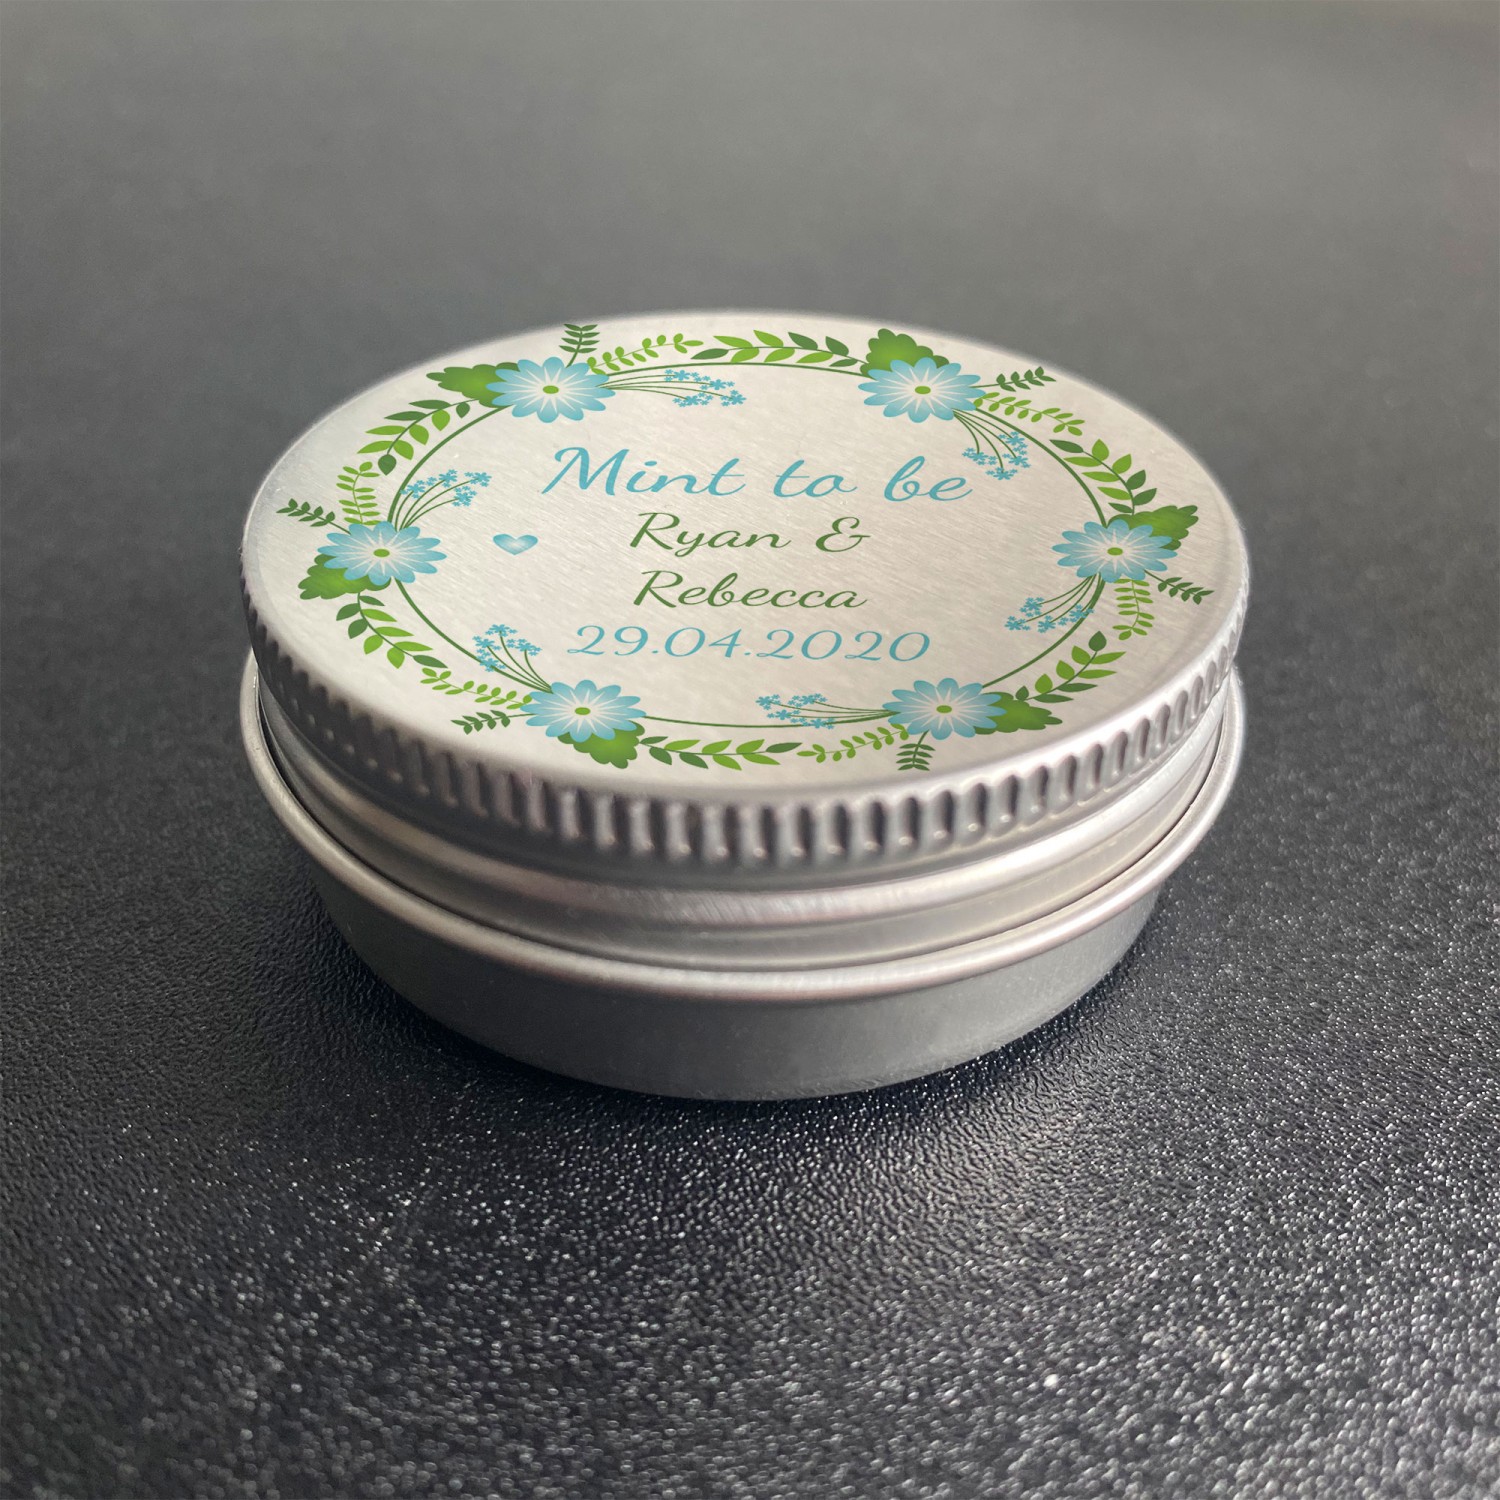 Mint to be
Ryan &
Rebecca
29.04.2020